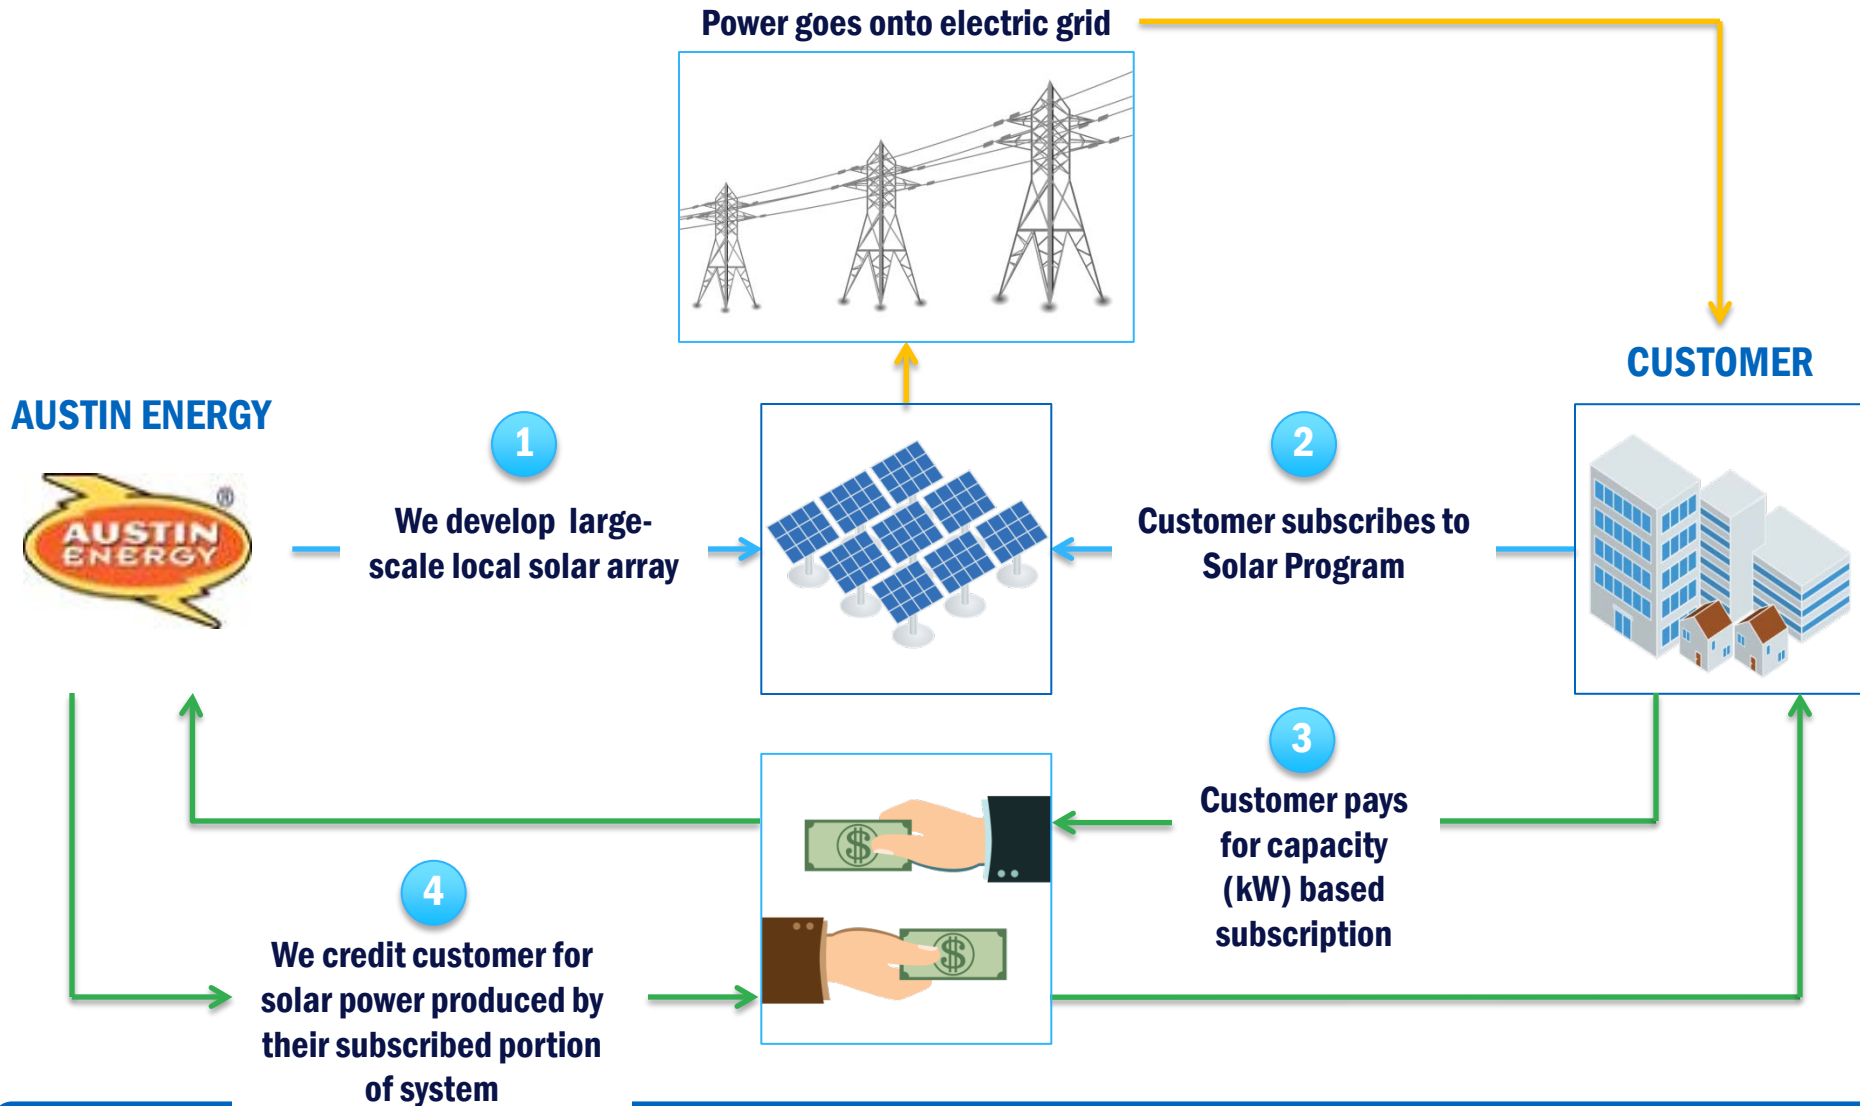 Power goes onto electric grid
CUSTOMER
AUSTIN ENERGY
AUSTIN
ENERGY
®
1
We develop large-
scale local solar array
2
Customer subscribes to
Solar Program
3
Customer pays
for capacity
(kW) based
subscription
$
$
4
We credit customer for
solar power produced by
their subscribed portion
of system